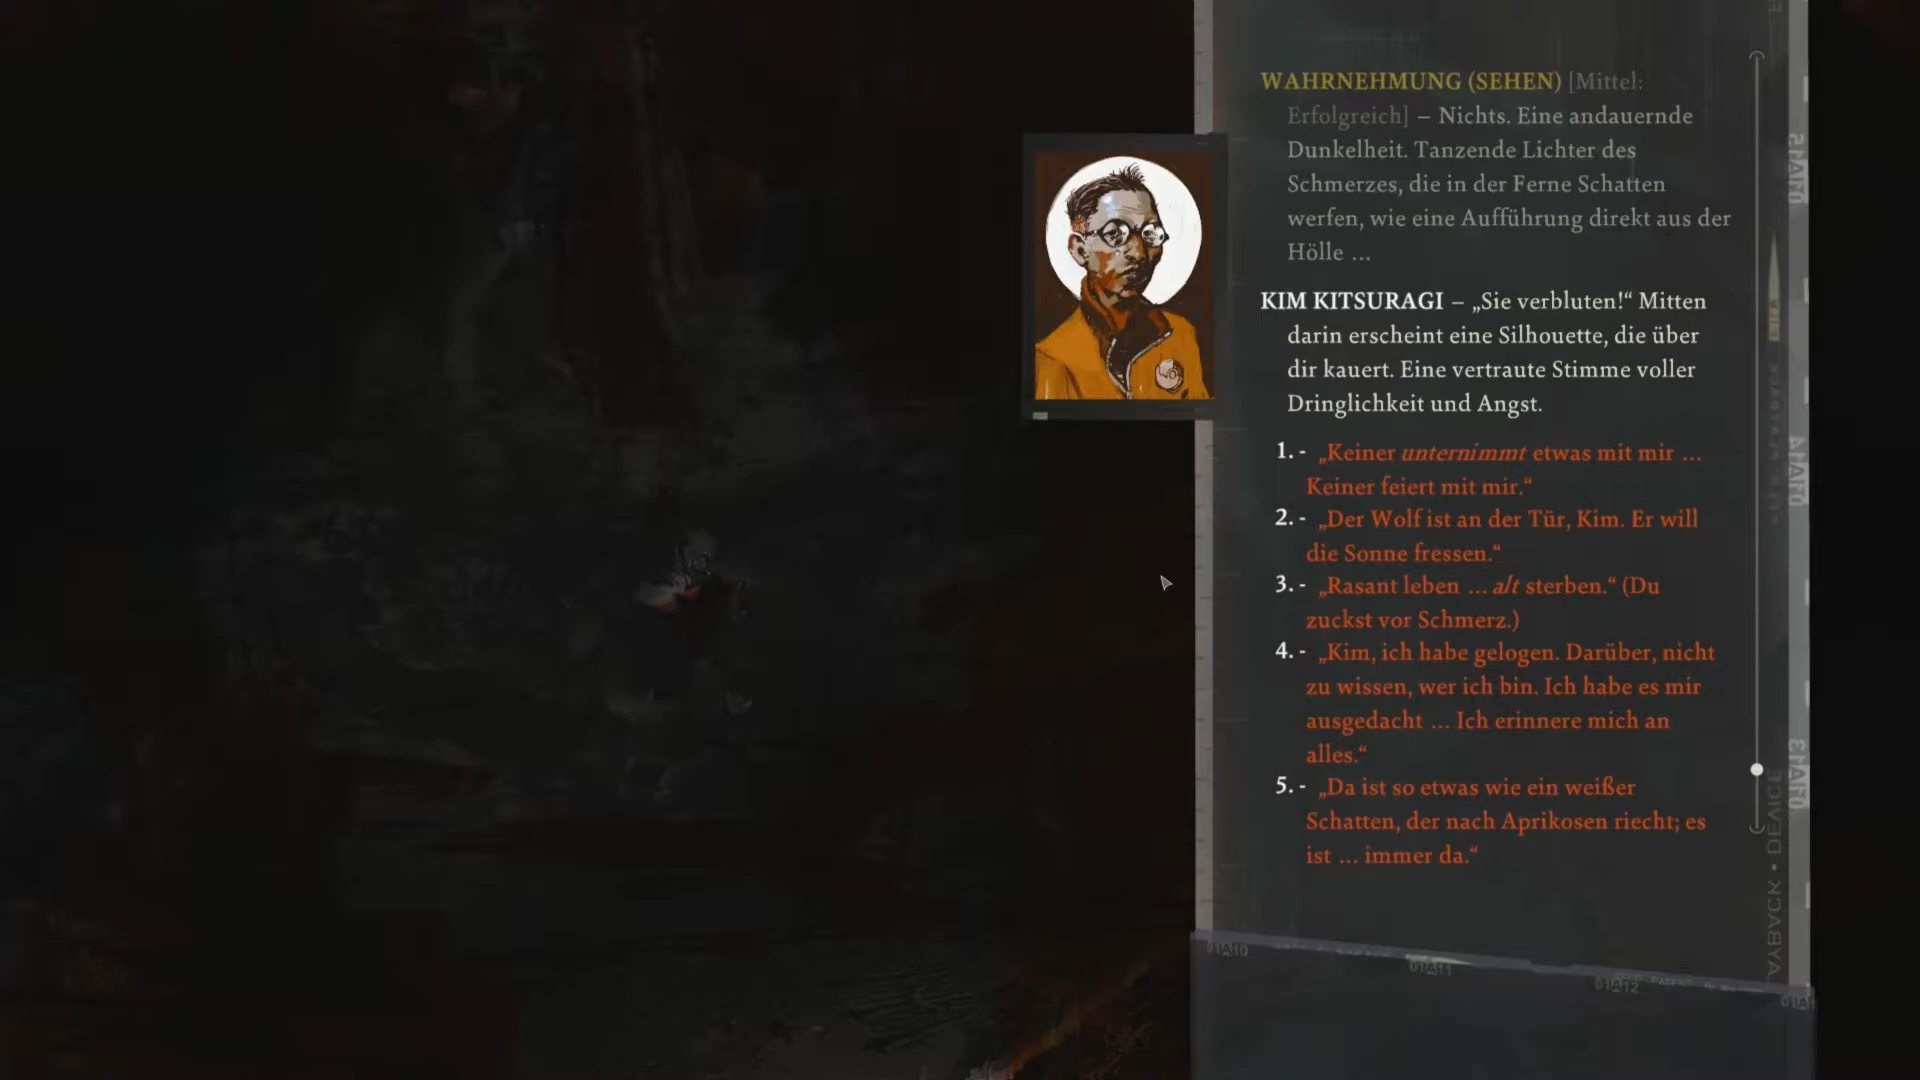 WAHRNEHMUNG (SEHEN) [Mittel:
Erfolgreich] – Nichts. Eine andauernde
Dunkelheit. Tanzende Lichter des
Schmerzes, die in der Ferne Schatten
werfen, wie eine Aufführung direkt aus der
Hölle ...
KIM KITSURAGI – „Sie verbluten!“ Mitten
darin erscheint eine Silhouette, die über
dir kauert. Eine vertraute Stimme voller
Dringlichkeit und Angst.
1. - „Keiner unternimmt etwas mit mir ...
Keiner feiert mit mir.“
2. - „Der Wolf ist an der Tür, Kim. Er will
die Sonne fressen.“
3. - „Rasant leben ... alt sterben.“ (Du
zuckst vor Schmerz.)
4. - „Kim, ich habe gelogen. Darüber, nicht
zu wissen, wer ich bin. Ich habe es mir
ausgedacht ... Ich erinnere mich an
alles.“
5. - „Da ist so etwas wie ein weißer
Schatten, der nach Aprikosen riecht; es
ist ... immer da.“
01A10
01A11
01A12